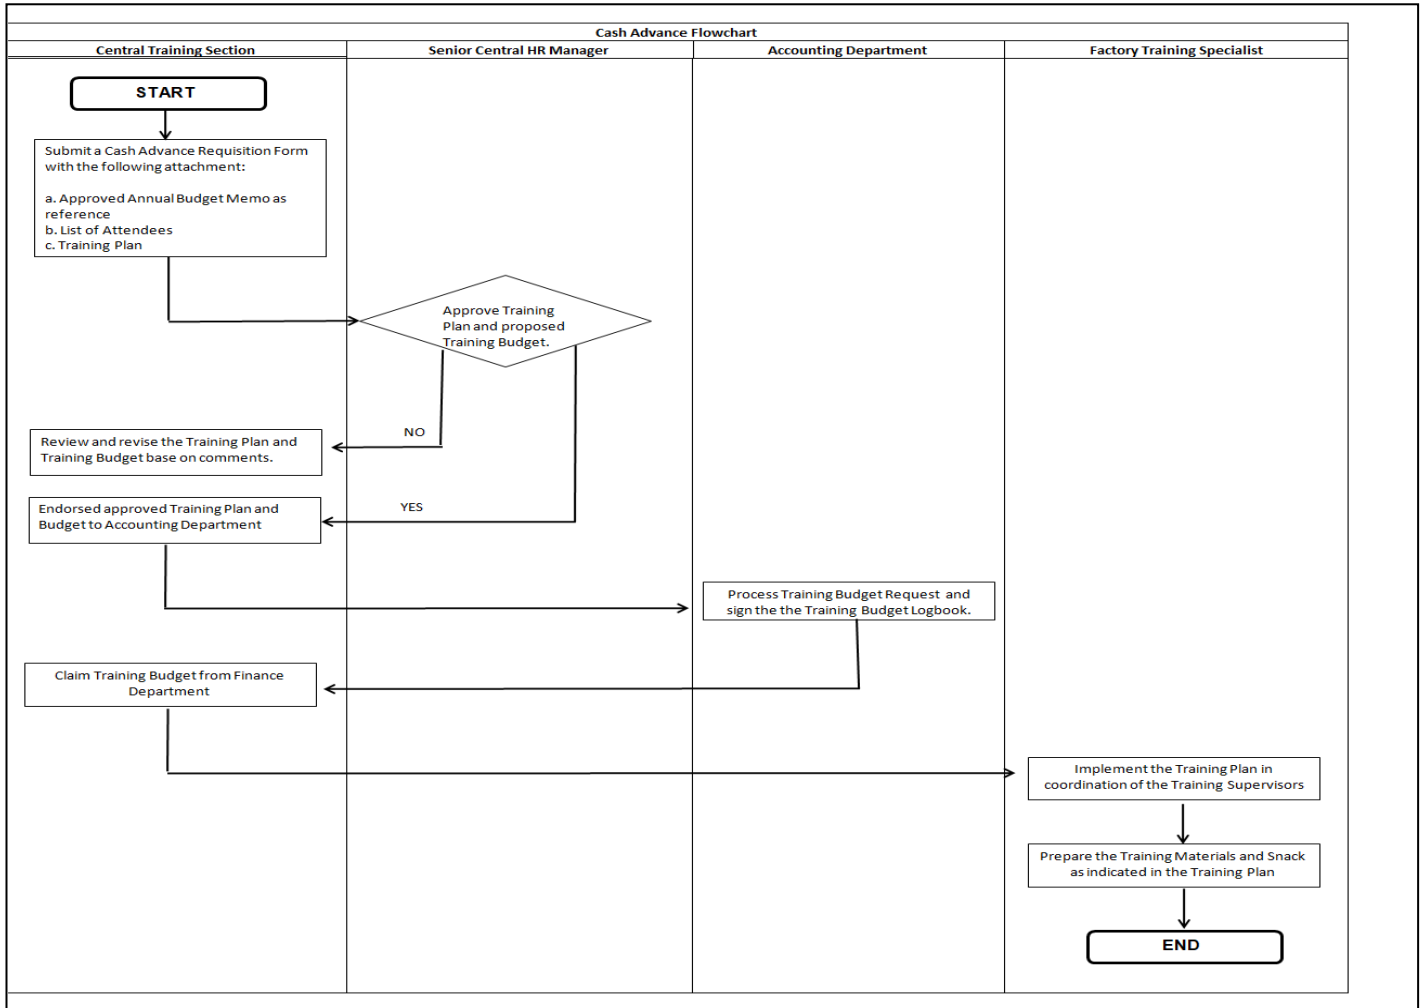 Cash Advance Flowchart
Central Training Section
Senior Central HR Manager
Accounting Department
Factory Training Specialist
START
Submit a Cash Advance Requisition Form
with the following attachment:
a. Approved Annual Budget Memo as
reference
b. List of Attendees
c. Training Plan
Approve Training
Plan and proposed
Training Budget.
NO
Review and revise the Training Plan and
Training Budget base on comments.
YES
Endorsed approved Training Plan and
Budget to Accounting Department
Process Training Budget Request and
sign the the Training Budget Logbook.
Claim Training Budget from Finance
Department
Implement the Training Plan in
coordination of the Training Supervisors
Prepare the Training Materials and Snack
as indicated in the Training Plan
END